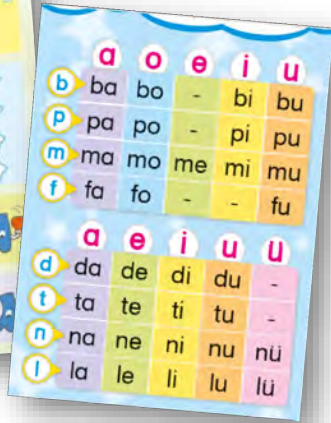 a o e i u
b ba bo - bi bu
p pa po - pi pu
m ma mo me mi mu
f fa fo - - fu
a e i u ü
d da de di du -
t ta te ti tu -
n na ne ni nu nü
l la le li lu lü